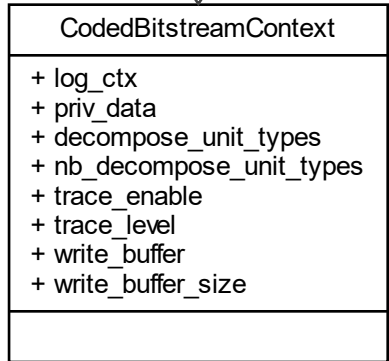 CodedBitstreamContext
+ log_ctx
+ priv_data
+ decompose_unit_types
+ nb_decompose_unit_types
+ trace_enable
+ trace_level
+ write_buffer
+ write_buffer_size